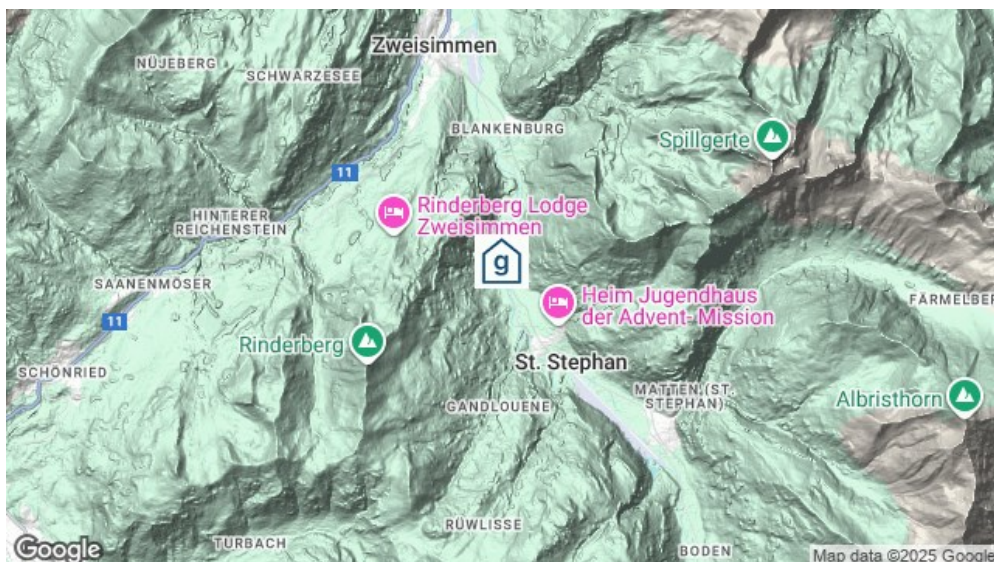 Zweisimmen
NÜJEBERG
SCHWARZESEE
BLANKENBURG
Spillgerte
11
Rinderberg Lodge
Zweisimmen
HINTERER
REICHENSTEIN
g
SAANENMÖSER
Heim Jugendhaus
der Advent- Mission
FÄRMELBER
11
Rinderberg
St. Stephan
SCHÖNRIED
MATTEN (ST.
STEPHAN)
Albristhorn
GANDLOUENE
RÜWLISSE
TURBACH
BODEN
Google
Map data ©2025 Google